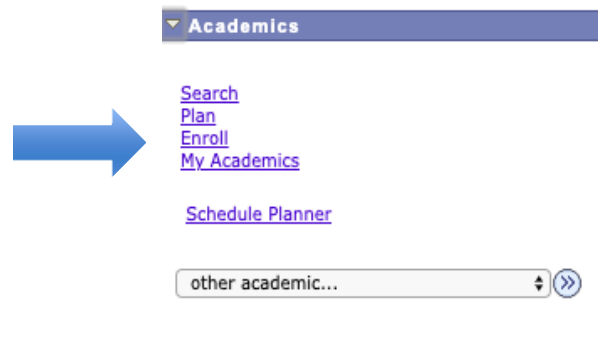 Academics
Search
Plan
Enroll
My Academics
Schedule Planner
other academic...